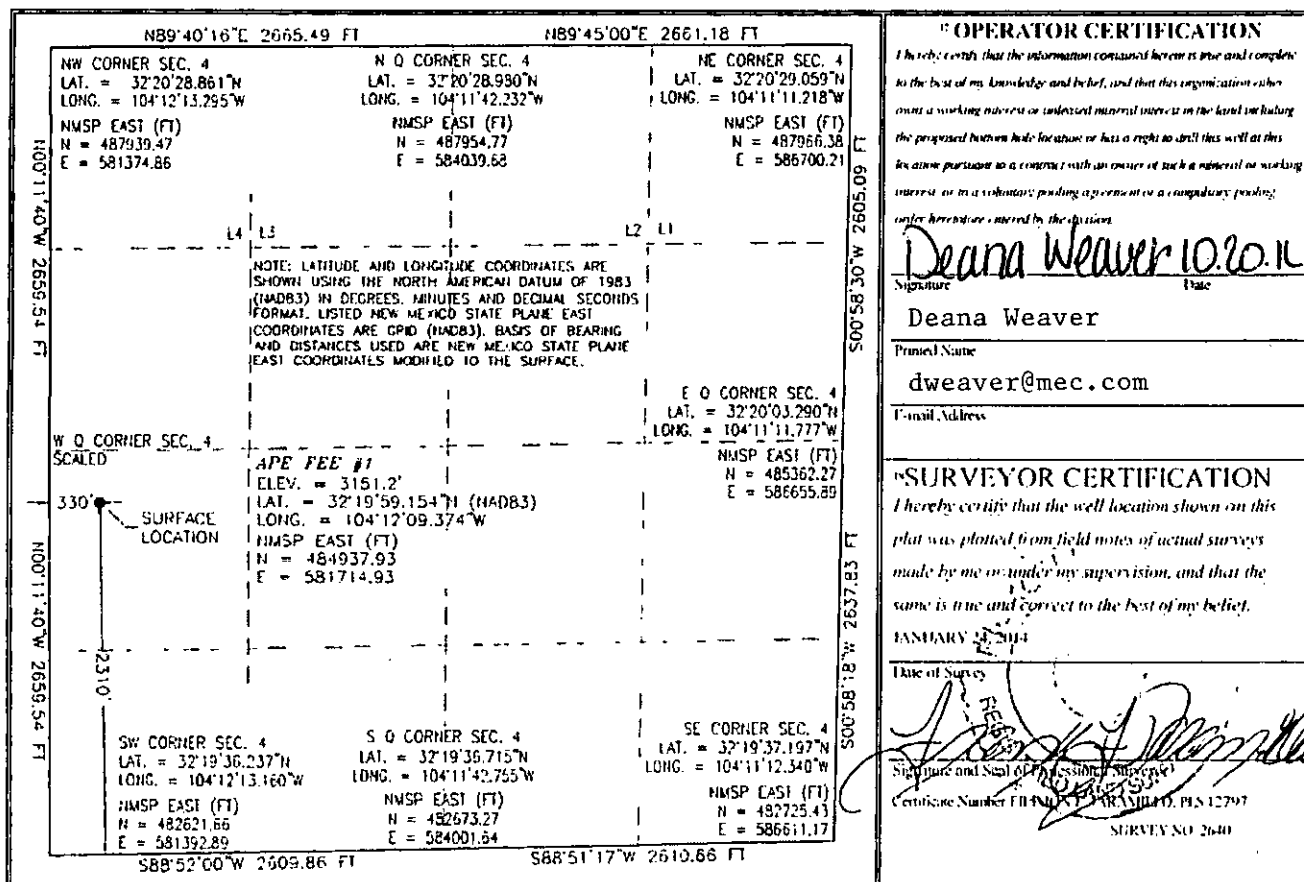 N89°40'16"E 2665.49 FT
N89°45'00"E 2661.18 FT
NW CORNER SEC. 4
LAT. = 32°20'28.861"N
LONG. = 104°12'13.295"W
NMSP EAST (FT)
N = 487939.47
E = 581374.86
N Q CORNER SEC. 4
LAT. = 32°20'28.980"N
LONG. = 104°11'42.232"W
NMSP EAST (FT)
N = 487954.77
E = 584039.68
NE CORNER SEC. 4
LAT. = 32°20'29.059"N
LONG. = 104°11'11.218"W
NMSP EAST (FT)
N = 487966.38
E = 586700.21
N00°11'40"W 2659.54 FT
S00°58'30"W 2605.09 FT
L4 L3
L2 L1
NOTE: LATITUDE AND LONGITUDE COORDINATES ARE
SHOWN USING THE NORTH AMERICAN DATUM OF 1983
(NAD83) IN DEGREES, MINUTES AND DECIMAL SECONDS
FORMAT. LISTED NEW MEXICO STATE PLANE EAST
COORDINATES ARE GRID (NAD83). BASIS OF BEARING
AND DISTANCES USED ARE NEW MEXICO STATE PLANE
EAST COORDINATES MODIFIED TO THE SURFACE.
E Q CORNER SEC. 4
LAT. = 32°20'03.290"N
LONG. = 104°11'11.777"W
NMSP EAST (FT)
N = 485362.27
E = 586655.89
W Q CORNER SEC. 4
SCALED
APE FEE #1
ELEV. = 3151.2'
LAT. = 32°19'59.154"N (NAD83)
LONG. = 104°12'09.374"W
NMSP EAST (FT)
N = 484937.93
E = 581714.93
330'
SURFACE
LOCATION
N00°11'40"W 2659.54 FT
2310'
S00°58'18"W 2637.83 FT
SW CORNER SEC. 4
LAT. = 32°19'36.237"N
LONG. = 104°12'13.160"W
NMSP EAST (FT)
N = 482621.66
E = 581392.89
S Q CORNER SEC. 4
LAT. = 32°19'36.715"N
LONG. = 104°11'42.755"W
NMSP EAST (FT)
N = 482673.27
E = 584001.64
SE CORNER SEC. 4
LAT. = 32°19'37.197"N
LONG. = 104°11'12.340"W
NMSP EAST (FT)
N = 482725.43
E = 586611.17
S88°52'00"W 2609.86 FT
S88°51'17"W 2610.86 FT
OPERATOR CERTIFICATION
I hereby certify that the information contained herein is true and complete
to the best of my knowledge and belief, and that this organization either
owns a working interest or unleased mineral interest in the land including
the proposed bottom hole location or has a right to drill this well at this
location pursuant to a contract with an owner of such a mineral or working
interest, or to a voluntary pooling agreement or a compulsory pooling
order heretofore entered by the division.
Deana Weaver 10.20.16
Signature Date
Deana Weaver
Printed Name
dweaver@mec.com
E-mail Address
SURVEYOR CERTIFICATION
I hereby certify that the well location shown on this
plat was plotted from field notes of actual surveys
made by me or under my supervision, and that the
same is true and correct to the best of my belief.
JANUARY 24, 2014
Date of Survey
Signature and Seal of Professional Surveyor
Certificate Number FILIMON F. JARAMILLO, PLS 12797
SURVEY NO. 2640